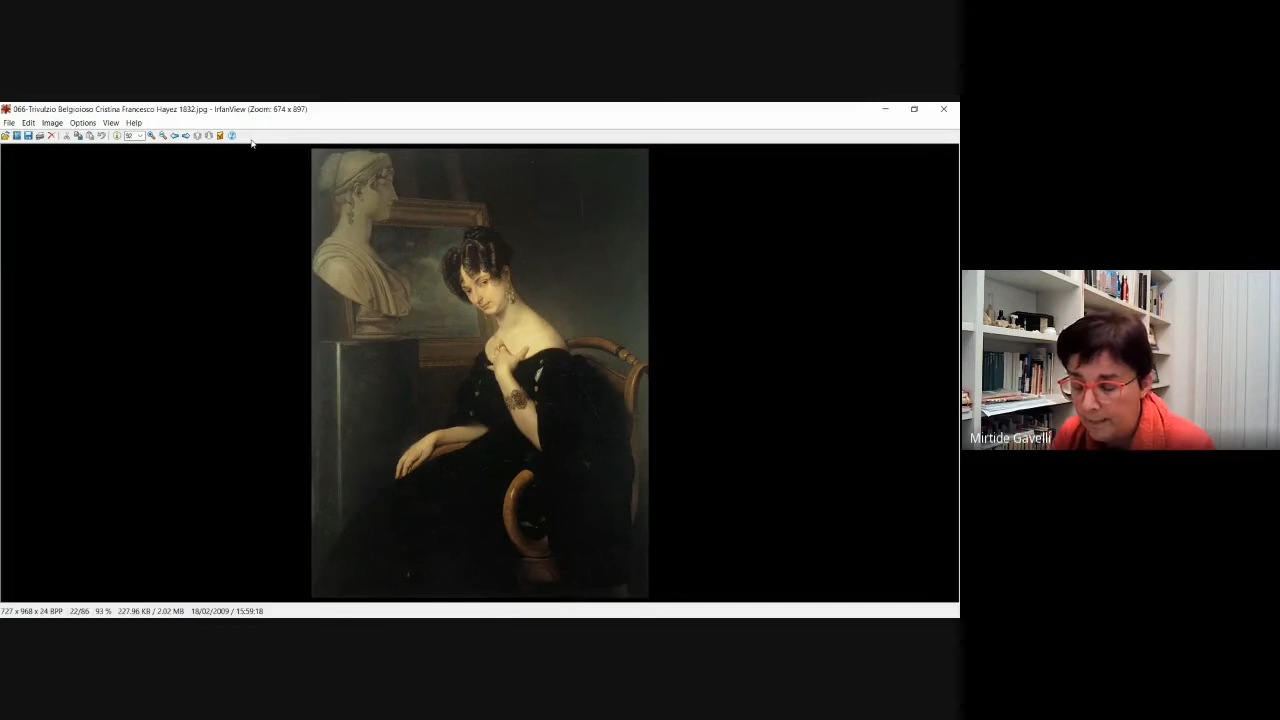 066-Trivulzio Belgioioso Cristina Francesco Hayez 1832.jpg - IrfanView (Zoom: 674 x 897)
File Edit Image Options View Help
92
Mirtide Gavelli
727 x 968 x 24 BPP 22/86 93 % 227.96 KB / 2.02 MB 18/02/2009 / 15:59:18